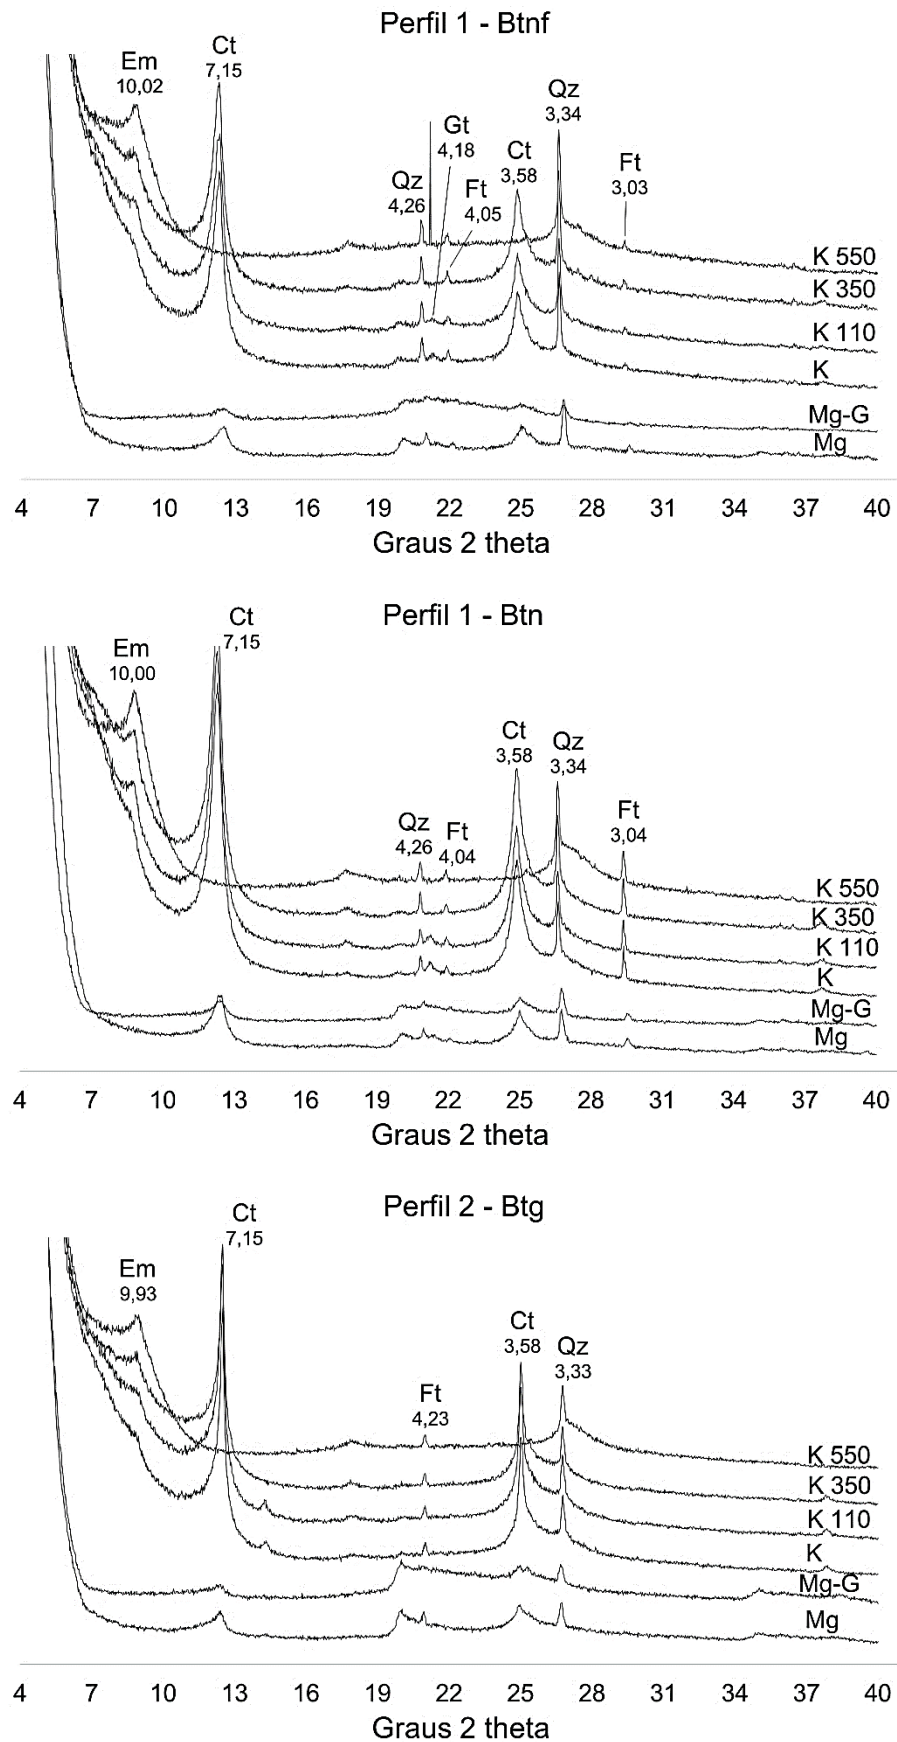 Perfil 1 - Btnf
Em
10,02
Ct
7,15
Qz
4,26
Gt
4,18
Ft
4,05
Ct
3,58
Qz
3,34
Ft
3,03
K 550
K 350
K 110
K
Mg-G
Mg
4 7 10 13 16 19 22 25 28 31 34 37 40
Graus 2 theta
Perfil 1 - Btn
Em
10,00
Ct
7,15
Qz
4,26
Ft
4,04
Ct
3,58
Qz
3,34
Ft
3,04
K 550
K 350
K 110
K
Mg-G
Mg
4 7 10 13 16 19 22 25 28 31 34 37 40
Graus 2 theta
Perfil 2 - Btg
Em
9,93
Ct
7,15
Ft
4,23
Ct
3,58
Qz
3,33
K 550
K 350
K 110
K
Mg-G
Mg
4 7 10 13 16 19 22 25 28 31 34 37 40
Graus 2 theta